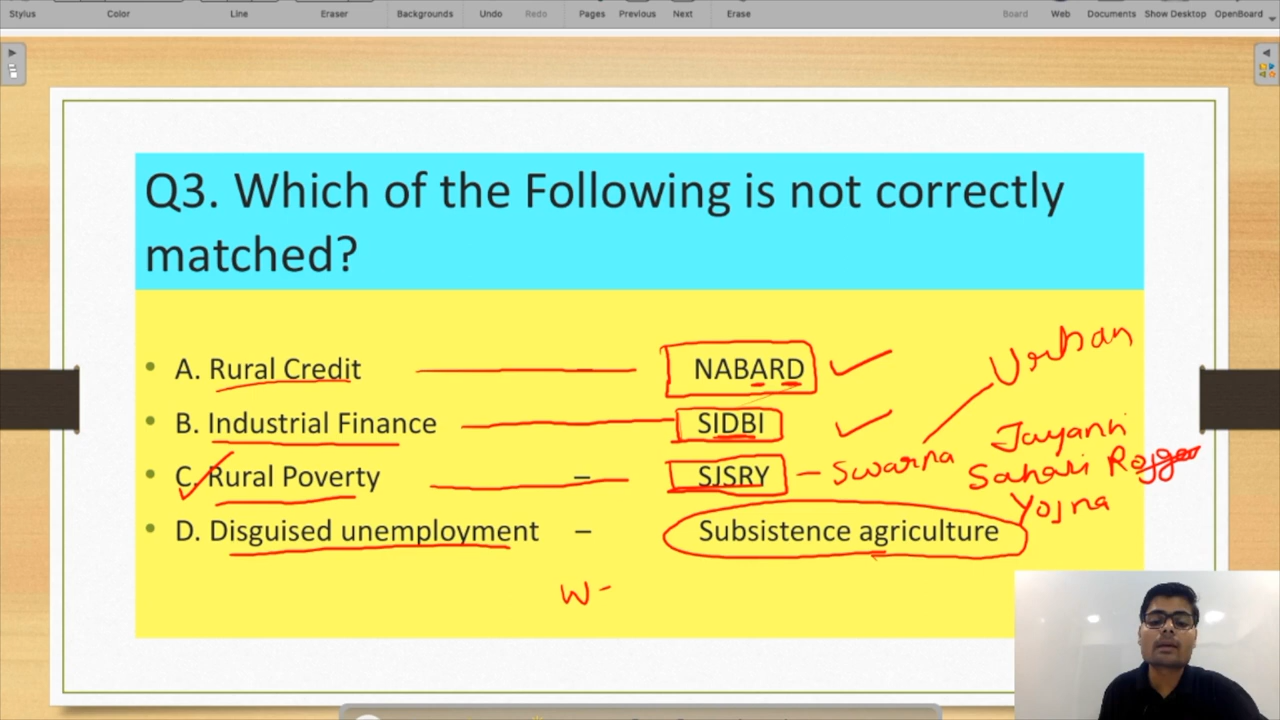 Stylus Color Line Eraser Backgrounds Undo Redo Pages Previous Next Erase Board Web Documents Show Desktop OpenBoard
Q3. Which of the Following is not correctly
matched?
• A. Rural Credit – NABARD
Urban
• B. Industrial Finance SIDBI
Jayanti
• C. Rural Poverty – SJSRY – Swarna
Sahari Rojgar
Yojna
• D. Disguised unemployment – Subsistence agriculture
W -